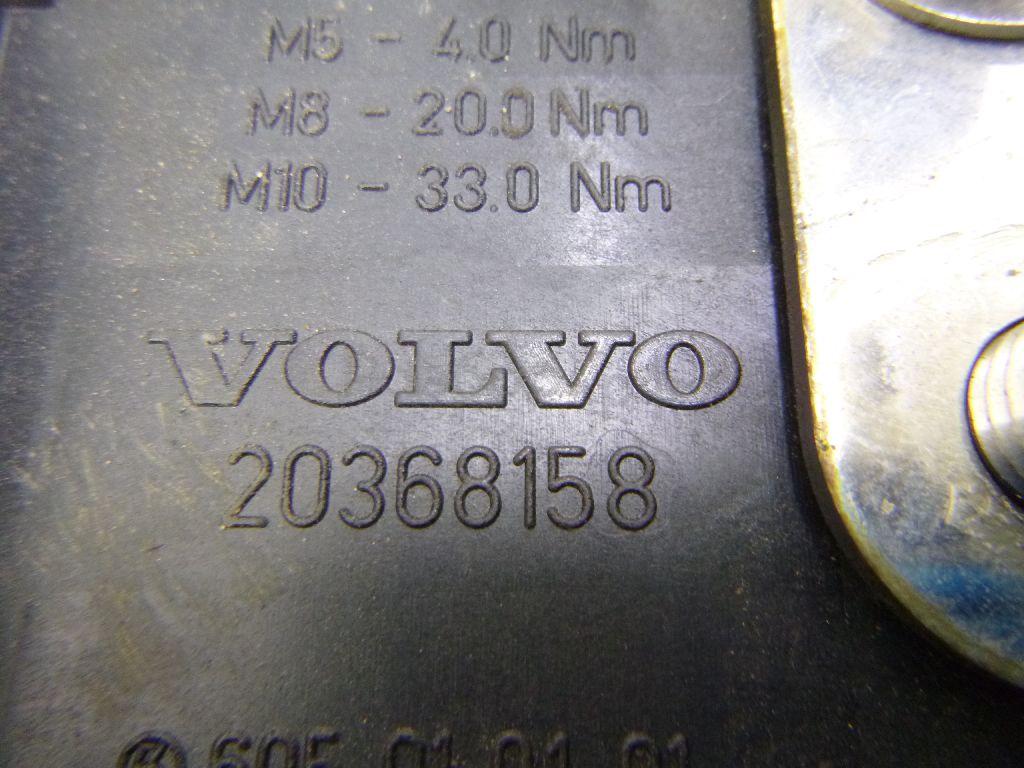 M5 - 4.0 Nm
M8 - 20.0 Nm
M10 - 33.0 Nm
VOLVO
20368158